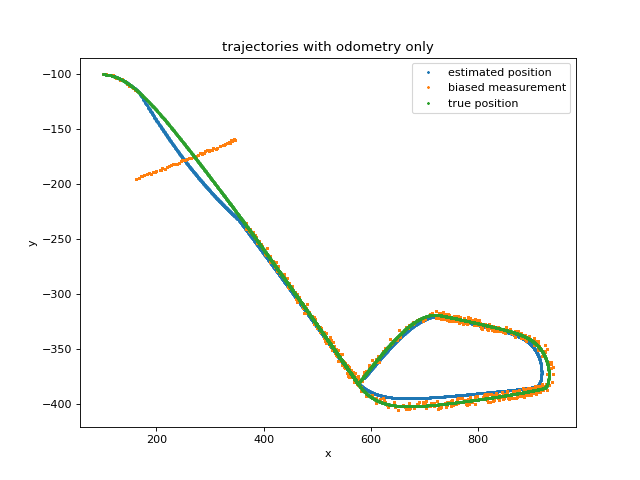 trajectories with odometry only
estimated position
biased measurement
true position
−100
−150
−200
−250
−300
−350
−400
y
200
400
600
800
x